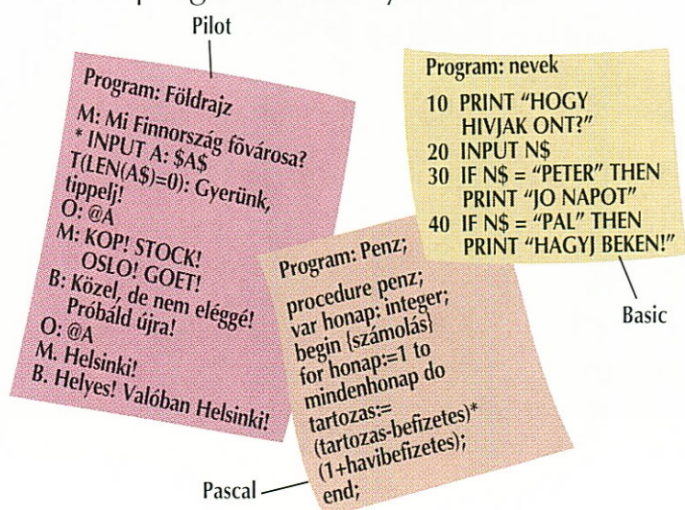 Pilot
Program: Földrajz
M: Mi Finnország fővárosa?
* INPUT A: $A$
T(LEN(A$)=0): Gyerünk,
tippelj!
O: @A
M: KOP! STOCK!
OSLO! GOET!
B: Közel, de nem eléggé!
Próbáld újra!
O: @A
M. Helsinki!
B. Helyes! Valóban Helsinki!
Program: Penz;
procedure penz;
var honap: integer;
begin {számolás}
for honap:=1 to
mindenhonap do
tartozas:=
(tartozas-befizetes)*
(1+havibefizetes);
end;
Pascal
Program: nevek
10 PRINT “HOGY
HIVJAK ONT?”
20 INPUT N$
30 IF N$ = “PETER” THEN
PRINT “JO NAPOT”
40 IF N$ = “PAL” THEN
PRINT “HAGYJ BEKEN!”
Basic